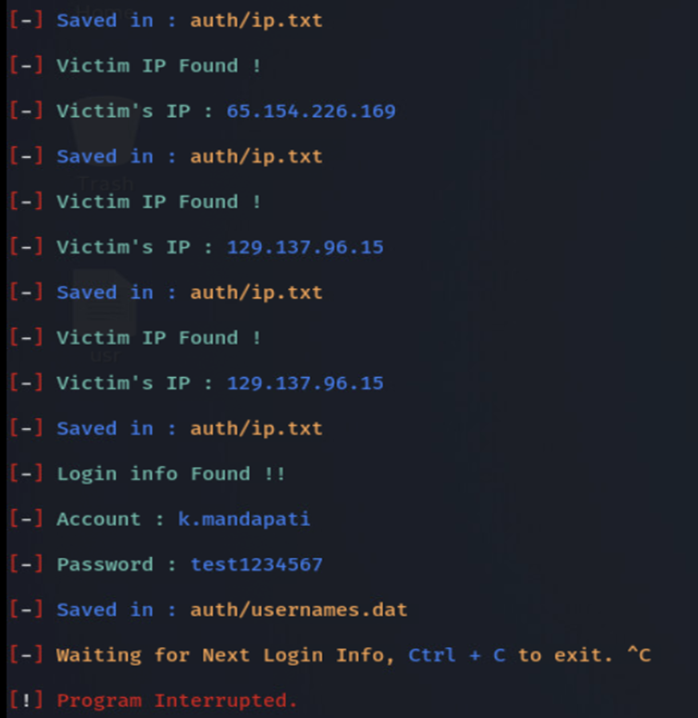 [-] Saved in : auth/ip.txt
[-] Victim IP Found !
[-] Victim's IP : 65.154.226.169
[-] Saved in : auth/ip.txt
Trash
[-] Victim IP Found !
[-] Victim's IP : 129.137.96.15
[-] Saved in : auth/ip.txt
[-] Victim IP Found !
usr
[-] Victim's IP : 129.137.96.15
[-] Saved in : auth/ip.txt
[-] Login info Found !!
[-] Account : k.mandapati
[-] Password : test1234567
[-] Saved in : auth/usernames.dat
[-] Waiting for Next Login Info, Ctrl + C to exit. ^C
[!] Program Interrupted.